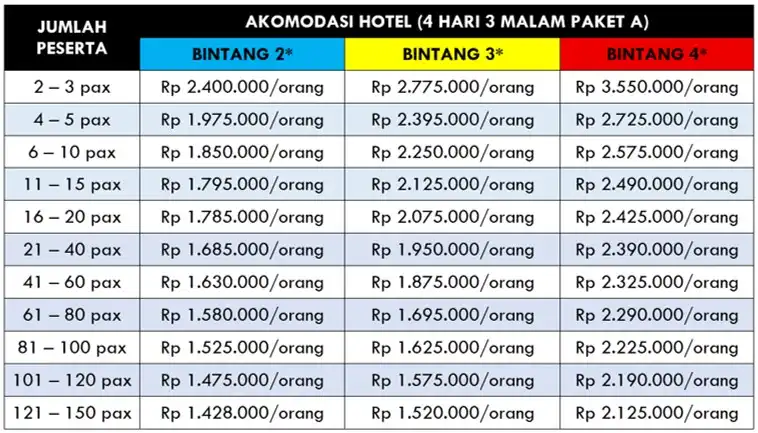 JUMLAH PESERTA AKOMODASI HOTEL (4 HARI 3 MALAM PAKET A)
BINTANG 2* BINTANG 3* BINTANG 4*
2 – 3 pax Rp 2.400.000/orang Rp 2.775.000/orang Rp 3.550.000/orang
4 – 5 pax Rp 1.975.000/orang Rp 2.395.000/orang Rp 2.725.000/orang
6 – 10 pax Rp 1.850.000/orang Rp 2.250.000/orang Rp 2.575.000/orang
11 – 15 pax Rp 1.795.000/orang Rp 2.125.000/orang Rp 2.490.000/orang
16 – 20 pax Rp 1.785.000/orang Rp 2.075.000/orang Rp 2.425.000/orang
21 – 40 pax Rp 1.685.000/orang Rp 1.950.000/orang Rp 2.390.000/orang
41 – 60 pax Rp 1.630.000/orang Rp 1.875.000/orang Rp 2.325.000/orang
61 – 80 pax Rp 1.580.000/orang Rp 1.695.000/orang Rp 2.290.000/orang
81 – 100 pax Rp 1.525.000/orang Rp 1.625.000/orang Rp 2.225.000/orang
101 – 120 pax Rp 1.475.000/orang Rp 1.575.000/orang Rp 2.190.000/orang
121 – 150 pax Rp 1.428.000/orang Rp 1.520.000/orang Rp 2.125.000/orang